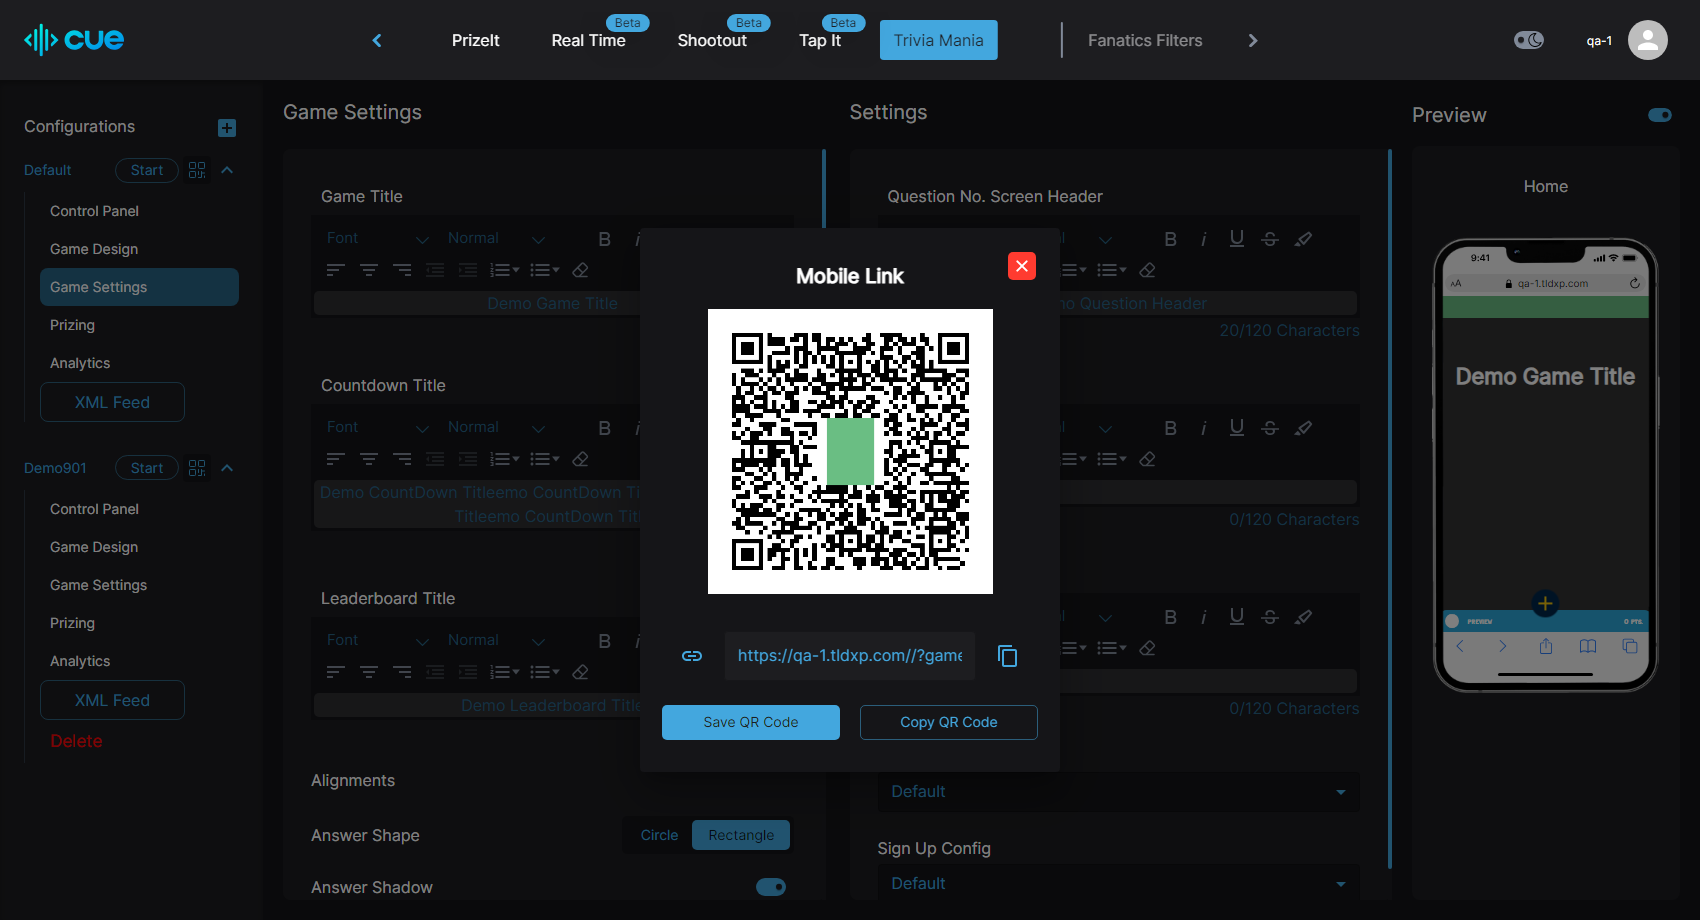 cue
PrizeIt
Real Time
Beta
Shootout
Beta
Tap It
Beta
Trivia Mania
Fanatics Filters
qa-1
Configurations
Default
Start
Control Panel
Game Design
Game Settings
Prizing
Analytics
XML Feed
Demo901
Start
Control Panel
Game Design
Game Settings
Prizing
Analytics
XML Feed
Delete
Game Settings
Game Title
Font
Normal
B
i
Demo Game Title
Countdown Title
Font
Normal
B
i
Demo CountDown Titleemo CountDown Ti
Titleemo CountDown Titl
Leaderboard Title
Font
Normal
B
i
Demo Leaderboard Title
Alignments
Answer Shape
Circle
Rectangle
Answer Shadow
Mobile Link
https://qa-1.tldxp.com//?game
Save QR Code
Copy QR Code
Settings
Question No. Screen Header
B
i
U
S
Question Header
20/120 Characters
B
i
U
S
0/120 Characters
B
i
U
S
0/120 Characters
Default
Sign Up Config
Default
Preview
Home
9:41
AA
qa-1.tldxp.com
Demo Game Title
PREVIEW
0 PTS.